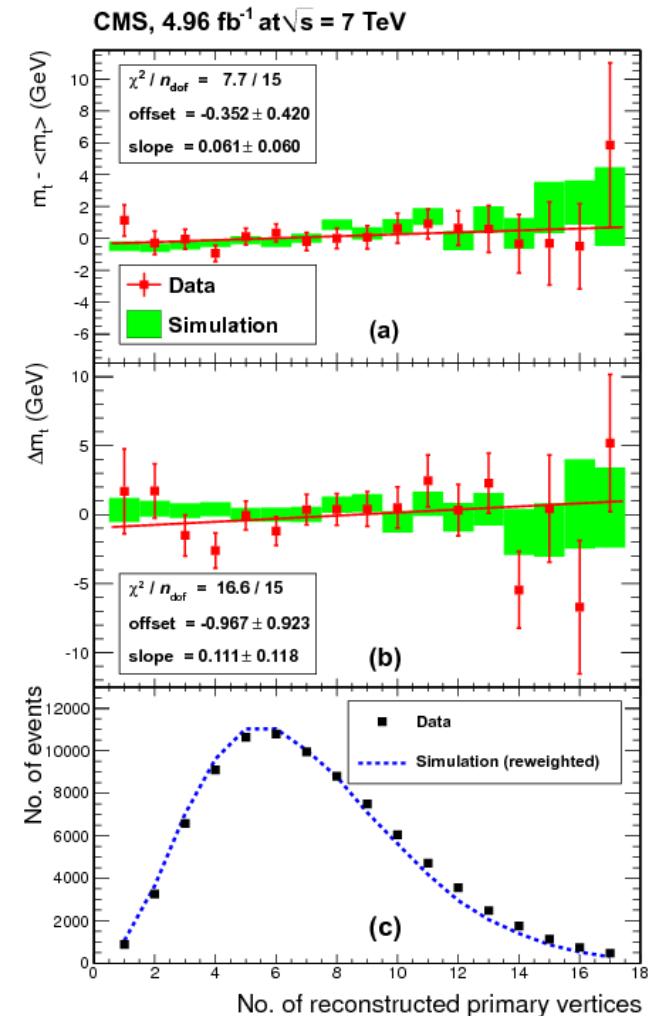 CMS, 4.96 fb⁻¹ at √s = 7 TeV
mₜ - <mₜ> (GeV)
10
8
6
4
2
0
-2
-4
-6
χ² / n_dof = 7.7 / 15
offset = -0.352 ± 0.420
slope = 0.061 ± 0.060
Data
Simulation
(a)
Δmₜ (GeV)
10
5
0
-5
-10
χ² / n_dof = 16.6 / 15
offset = -0.967 ± 0.923
slope = 0.111 ± 0.118
(b)
No. of events
12000
10000
8000
6000
4000
2000
0
Data
Simulation (reweighted)
(c)
0 2 4 6 8 10 12 14 16 18
No. of reconstructed primary vertices